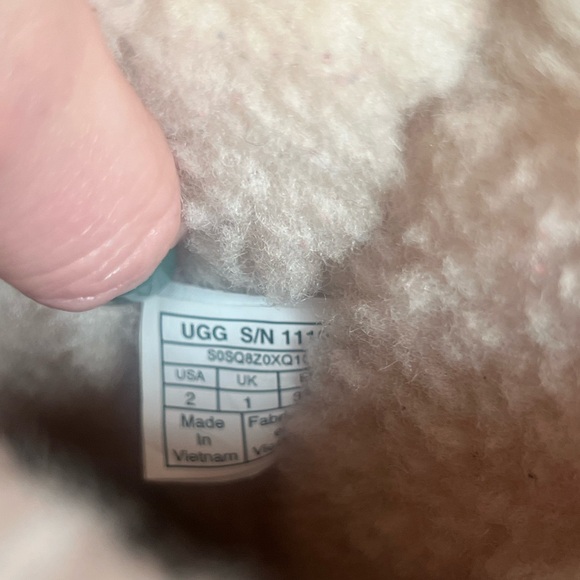 UGG S/N 111
S0SQ8Z0XQ1
USA UK
2 1
Made
In
Vietnam